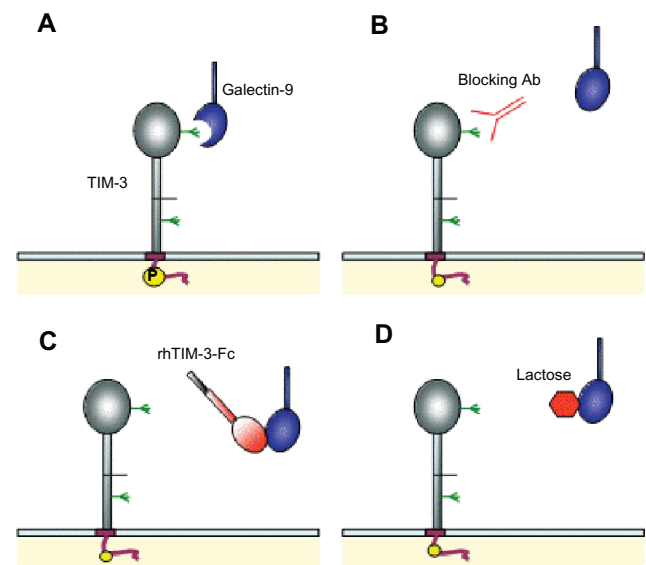 A
Galectin-9
TIM-3
P
B
Blocking Ab
C
rhTIM-3-Fc
D
Lactose